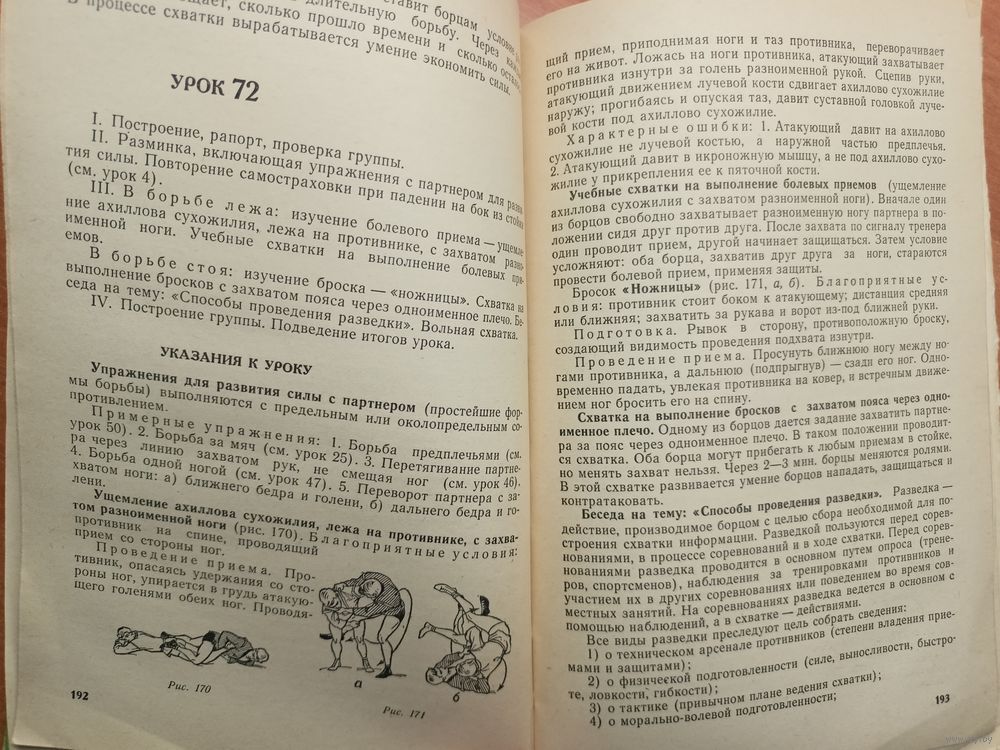 ставит борцам условие
длительную борьбу. Через
щает, сколько прошло времени и сколько
В процессе схватки вырабатывается умение экономить силы.
УРОК 72
I. Построение, рапорт, проверка группы.
II. Разминка, включающая упражнения с партнером для разви-
тия силы. Повторение самостраховки при падении на бок из стойки
(см. урок 4).
III. В борьбе лежа: изучение болевого приема — ущемле-
ние ахиллова сухожилия, лежа на противнике, с захватом разно-
именной ноги. Учебные схватки на выполнение болевых при-
емов.
В борьбе стоя: изучение броска — «ножницы». Схватка на
выполнение бросков с захватом пояса через одноименное плечо. Бе-
седа на тему: «Способы проведения разведки». Вольная схватка.
IV. Построение группы. Подведение итогов урока.
УКАЗАНИЯ К УРОКУ
Упражнения для развития силы с партнером (простейшие фор-
мы борьбы) выполняются с предельным или околопредельным со-
противлением.
Примерные упражнения: 1. Борьба предплечьями (см.
урок 50). 2. Борьба за мяч (см. урок 25). 3. Перетягивание партне-
ра через линию захватом рук, не смещая ног (см. урок 46).
4. Борьба одной ногой (см. урок 47). 5. Переворот партнера с за-
хватом ноги: а) ближнего бедра и голени, б) дальнего бедра и го-
лени.
Ущемление ахиллова сухожилия, лежа на противнике, с захва-
том разноименной ноги (рис. 170). Благоприятные условия:
противник на спине, проводящий
прием со стороны ног.
Проведение приема. Про-
тивник, опасаясь удержания со сто-
роны ног, упирается в грудь атакую-
щего голенями обеих ног. Проводя-
Рис. 170
а
б
Рис. 171
192
щий прием, приподнимая ноги и таз противника, переворачивает
его на живот. Ложась на ноги противника, атакующий захватывает
противника изнутри за голень разноименной рукой. Сцепив руки,
атакующий движением лучевой кости сдвигает ахиллово сухожилие
наружу; прогибаясь и опуская таз, давит суставной головкой луче-
вой кости под ахиллово сухожилие.
Характерные ошибки: 1. Атакующий давит на ахиллово
сухожилие не лучевой костью, а наружной частью предплечья.
2. Атакующий давит в икроножную мышцу, а не под ахиллово сухо-
жилие у прикрепления ее к пяточной кости.
Учебные схватки на выполнение болевых приемов (ущемление
ахиллова сухожилия с захватом разноименной ноги). Вначале один
из борцов свободно захватывает разноименную ногу партнера в по-
ложении сидя друг против друга. После захвата по сигналу тренера
один проводит прием, другой начинает защищаться. Затем условие
усложняют: оба борца, захватив друг друга за ноги, стараются
провести болевой прием, применяя защиты.
Бросок «Ножницы» (рис. 171, а, б). Благоприятные ус-
ловия: противник стоит боком к атакующему; дистанция средняя
или ближняя; захватить за рукава и ворот из-под ближней руки.
Подготовка. Рывок в сторону, противоположную броску,
создающий видимость проведения подхвата изнутри.
Проведение приема. Просунуть ближнюю ногу между но-
гами противника, а дальнюю (подпрыгнув) — сзади его ног. Одно-
временно падать, увлекая противника на ковер, и встречным движе-
нием ног бросить его на спину.
Схватка на выполнение бросков с захватом пояса через одно-
именное плечо. Одному из борцов дается задание захватить партне-
ра за пояс через одноименное плечо. В таком положении проводит-
ся схватка. Оба борца могут прибегать к любым приемам в стойке,
но менять захват нельзя. Через 2—3 мин. борцы меняются ролями.
В этой схватке развивается умение борцов нападать, защищаться и
контратаковать.
Беседа на тему: «Способы проведения разведки». Разведка —
действие, производимое борцом с целью сбора необходимой для по-
строения схватки информации. Разведкой пользуются перед сорев-
нованиями, в процессе соревнований и в ходе схватки. Перед сорев-
нованиями разведка проводится в основном путем опроса (трене-
ров, спортсменов), наблюдения за тренировками противников и
участием их в других соревнованиях или поведением во время сов-
местных занятий. На соревнованиях разведка ведется в основном с
помощью наблюдений, а в схватке — действиями.
Все виды разведки преследуют цель собрать сведения:
1) о техническом арсенале противников (степени владения прие-
мами и защитами);
2) о физической подготовленности (силе, выносливости, быстро-
те, ловкости, гибкости);
3) о тактике (привычном плане ведения схватки);
4) о морально-волевой подготовленности;
193